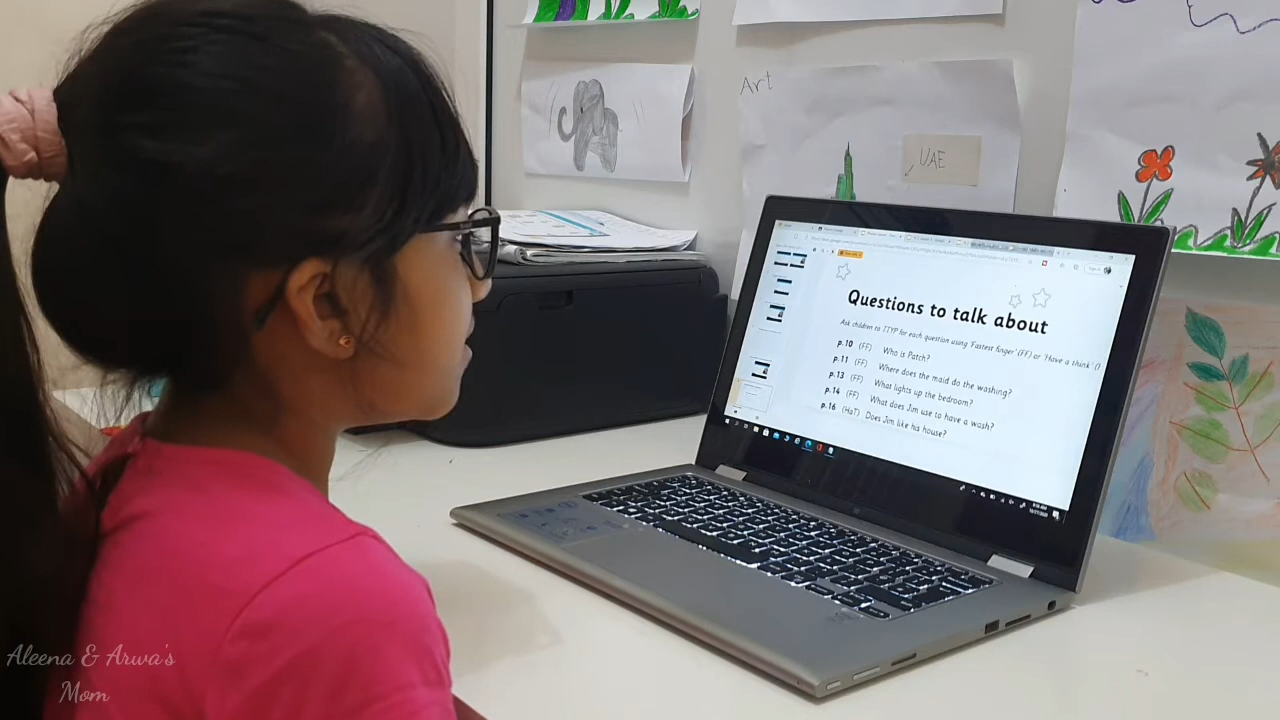 Art
UAE
Questions to talk about
Ask children to TTYP for each question using 'Fastest finger' (FF) or 'Have a think' (
p.10 (FF) Who is Patch?
p.11 (FF) Where does the maid do the washing?
p.13 (FF) What lights up the bedroom?
p.14 (FF) What does Jim use to have a wash?
p.16 (HaT) Does Jim like his house?
Aleena & Arwa's
Mom